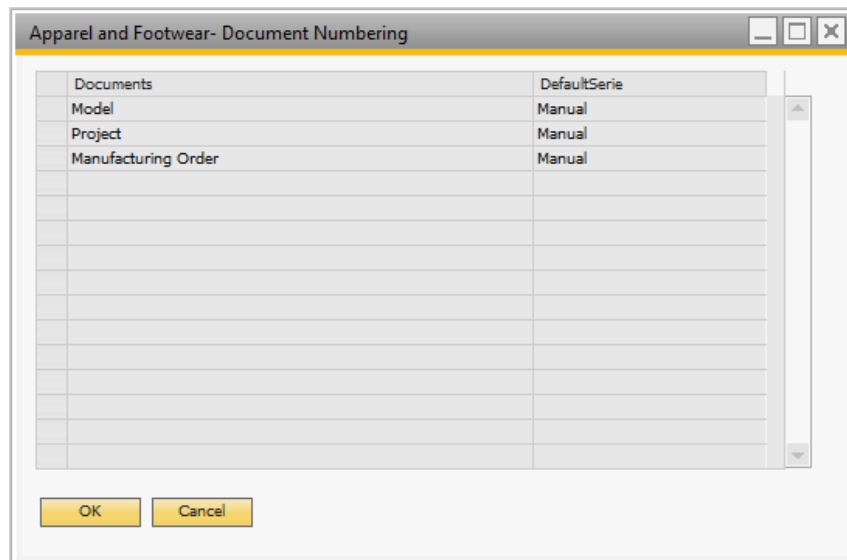 Apparel and Footwear- Document Numbering
Documents DefaultSerie
Model Manual
Project Manual
Manufacturing Order Manual
OK Cancel